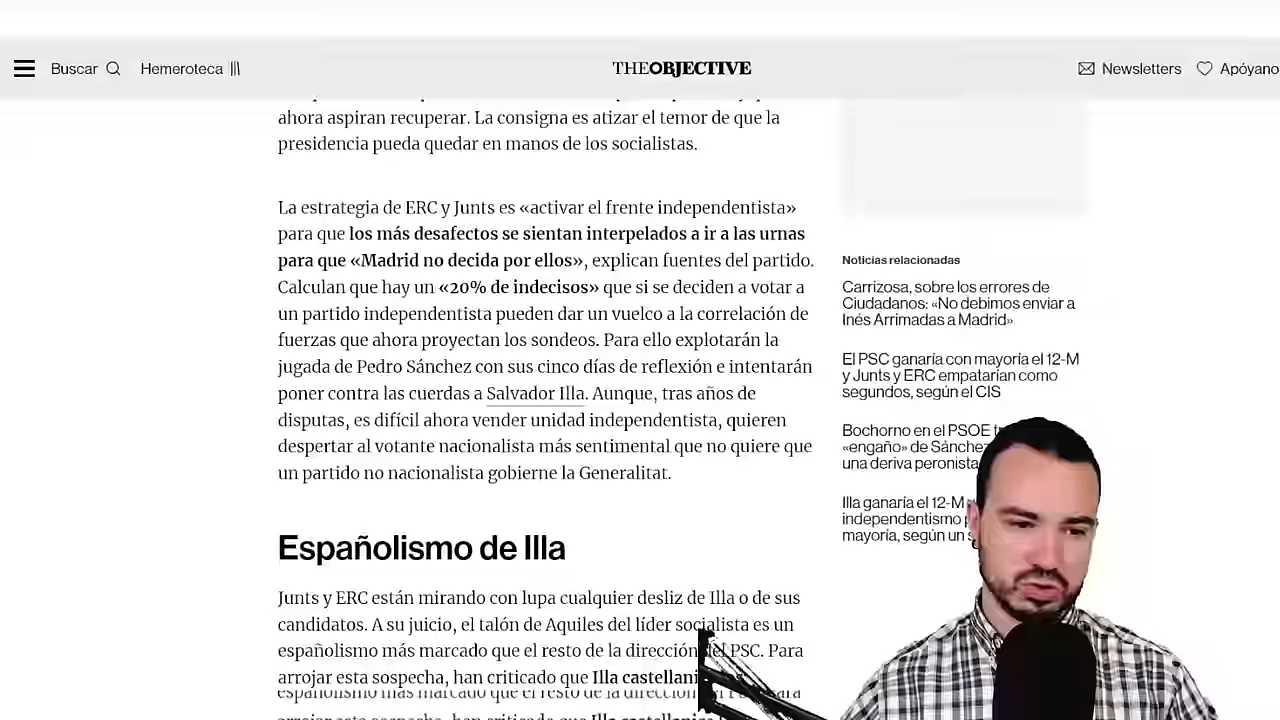 Buscar
Hemeroteca
THEOBJECTIVE
Newsletters
Apóyano
ahora aspiran recuperar. La consigna es atizar el temor de que la
presidencia pueda quedar en manos de los socialistas.
La estrategia de ERC y Junts es «activar el frente independentista»
para que los más desafectos se sientan interpelados a ir a las urnas
para que «Madrid no decida por ellos», explican fuentes del partido.
Calculan que hay un «20% de indecisos» que si se deciden a votar a
un partido independentista pueden dar un vuelco a la correlación de
fuerzas que ahora proyectan los sondeos. Para ello explotarán la
jugada de Pedro Sánchez con sus cinco días de reflexión e intentarán
poner contra las cuerdas a Salvador Illa. Aunque, tras años de
disputas, es difícil ahora vender unidad independentista, quieren
despertar al votante nacionalista más sentimental que no quiere que
un partido no nacionalista gobierne la Generalitat.
Españolismo de Illa
Junts y ERC están mirando con lupa cualquier desliz de Illa o de sus
candidatos. A su juicio, el talón de Aquiles del líder socialista es un
españolismo más marcado que el resto de la dirección del PSC. Para
arrojar esta sospecha, han criticado que Illa castellani
Noticias relacionadas
Carrizosa, sobre los errores de
Ciudadanos: «No debimos enviar a
Inés Arrimadas a Madrid»
El PSC ganaría con mayoría el 12-M
y Junts y ERC empatarían como
segundos, según el CIS
Bochorno en el PSOE
«engaño» de Sánchez
una deriva peronista
Illa ganaría el 12-M
independentismo
mayoría, según un